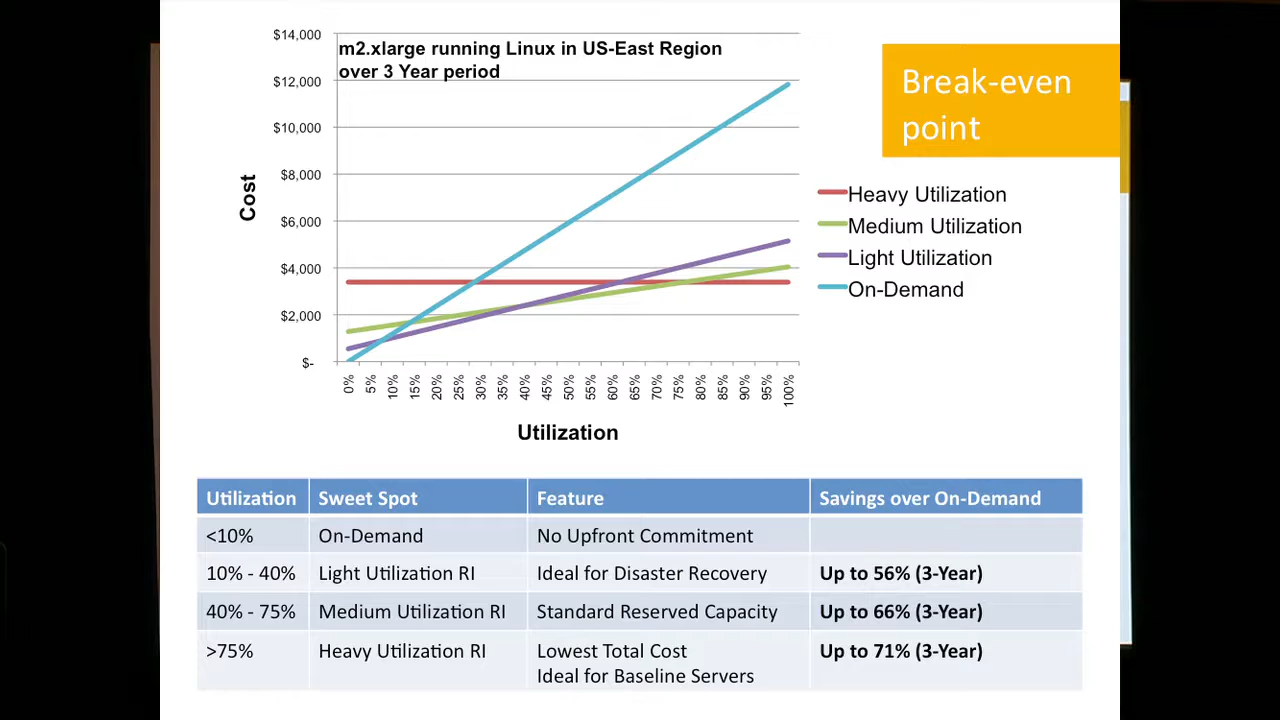 m2.xlarge running Linux in US-East Region
over 3 Year period
Break-even
point
$14,000
$12,000
$10,000
$8,000
$6,000
$4,000
$2,000
$-
Cost
0%
5%
10%
15%
20%
25%
30%
35%
40%
45%
50%
55%
60%
65%
70%
75%
80%
85%
90%
95%
100%
Utilization
Heavy Utilization
Medium Utilization
Light Utilization
On-Demand
Utilization Sweet Spot Feature Savings over On-Demand
<10% On-Demand No Upfront Commitment
10% - 40% Light Utilization RI Ideal for Disaster Recovery Up to 56% (3-Year)
40% - 75% Medium Utilization RI Standard Reserved Capacity Up to 66% (3-Year)
>75% Heavy Utilization RI Lowest Total Cost Up to 71% (3-Year)
Ideal for Baseline Servers